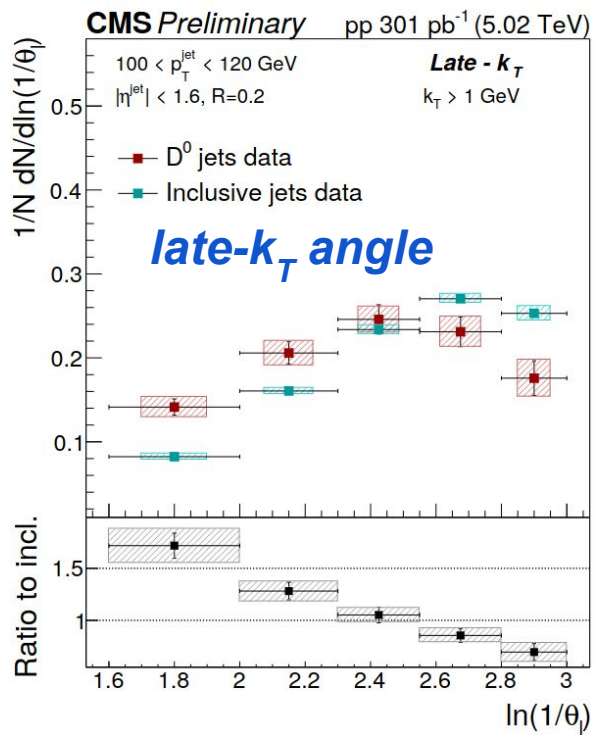 CMS Preliminary pp 301 pb⁻¹ (5.02 TeV)
100 < p_T^jet < 120 GeV
|η^jet| < 1.6, R=0.2
Late - k_T
k_T > 1 GeV
D⁰ jets data
Inclusive jets data
late-k_T angle
1/N dN/dln(1/θ_l)
0.5
0.4
0.3
0.2
0.1
Ratio to incl.
1.5
1
1.6 1.8 2 2.2 2.4 2.6 2.8 3
ln(1/θ_l)